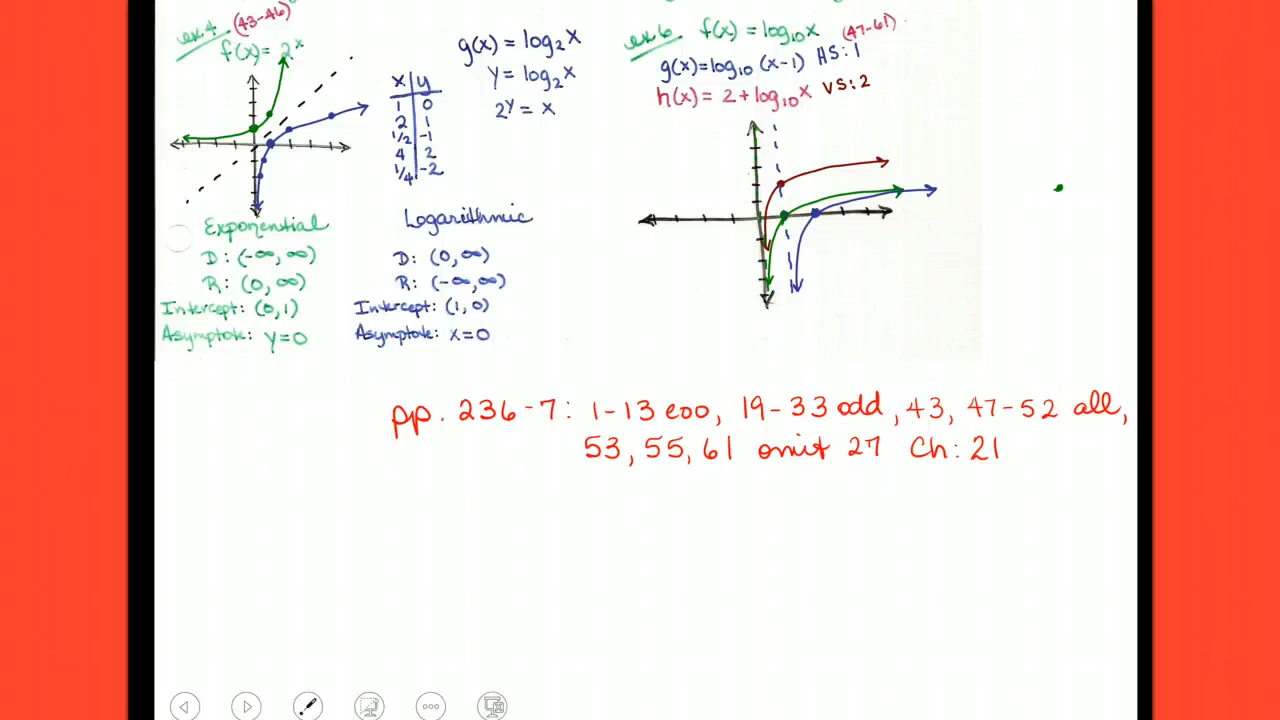 ex. 4 (43-46)
f(x) = 2ˣ
g(x) = log₂x
y = log₂x
2ʸ = x
x y
1 0
2 1
1/2 -1
4 2
1/4 -2
Exponential
D: (-∞, ∞)
R: (0, ∞)
Intercept: (0, 1)
Asymptote: y = 0
Logarithmic
D: (0, ∞)
R: (-∞, ∞)
Intercept: (1, 0)
Asymptote: x = 0
ex. 6 f(x) = log₁₀x (47-61)
g(x) = log₁₀ (x-1) HS: 1
h(x) = 2 + log₁₀x VS: 2
pp. 236-7: 1-13 eoo, 19-33 odd, 43, 47-52 all,
53, 55, 61 omit 27 Ch: 21